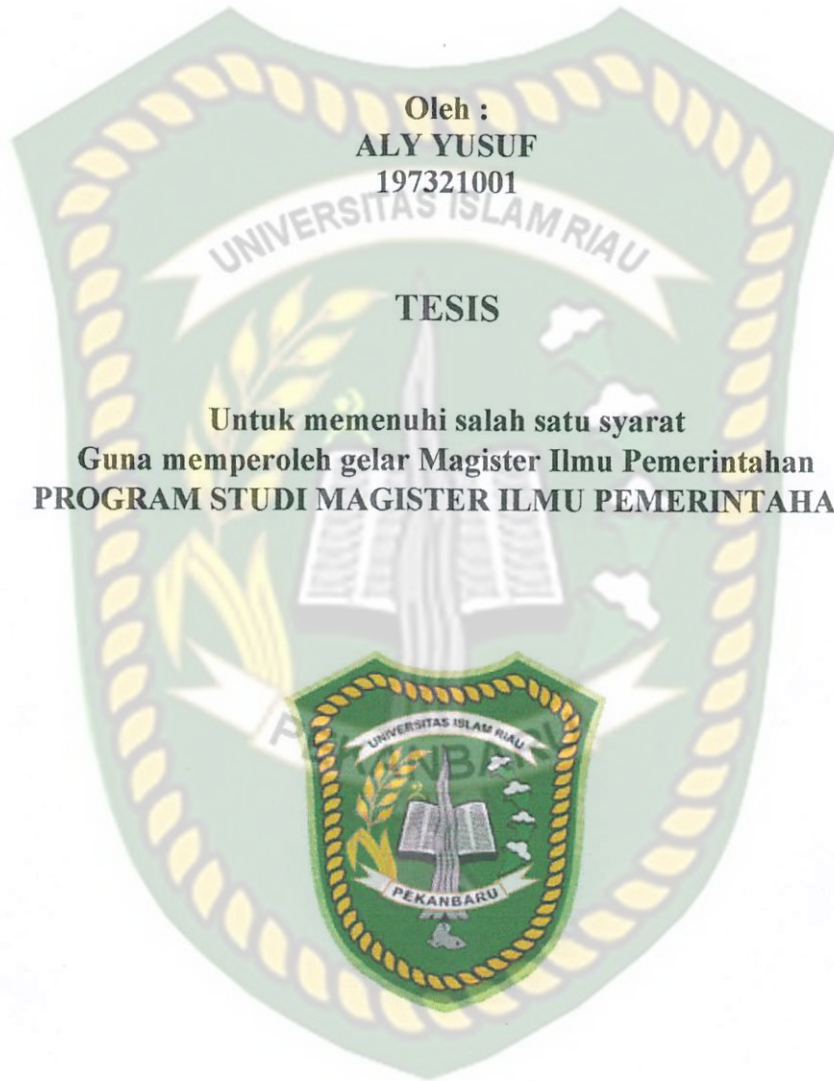 Oleh :
ALY YUSUF
197321001
UNIVERSITAS ISLAM RIAU
TESIS
Untuk memenuhi salah satu syarat
Guna memperoleh gelar Magister Ilmu Pemerintahan
PROGRAM STUDI MAGISTER ILMU PEMERINTAHA
UNIVERSITAS ISLAM RIAU
PEKANBARU
PEKANBARU